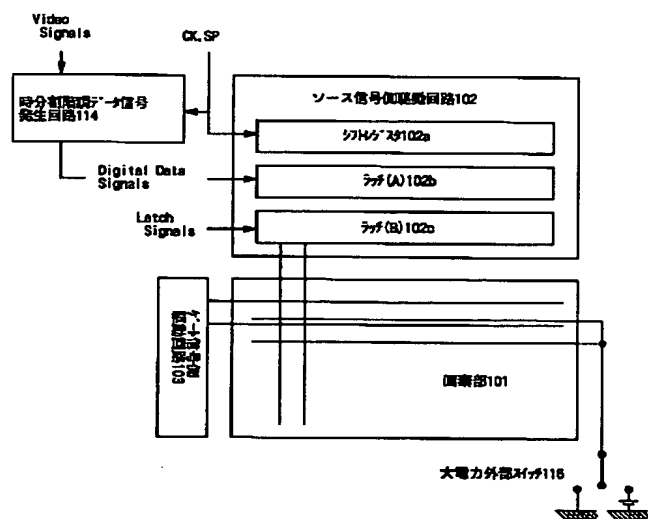 Video
Signals
CK.SP
時分割階調データ信号
発生回路114
ソース信号側駆動回路102
シフトレジスタ102a
Digital Data
Signals
ラッチ(A)102b
Latch
Signals
ラッチ(B)102c
ゲート信号側
駆動回路103
画素部101
大電力外部スイッチ116